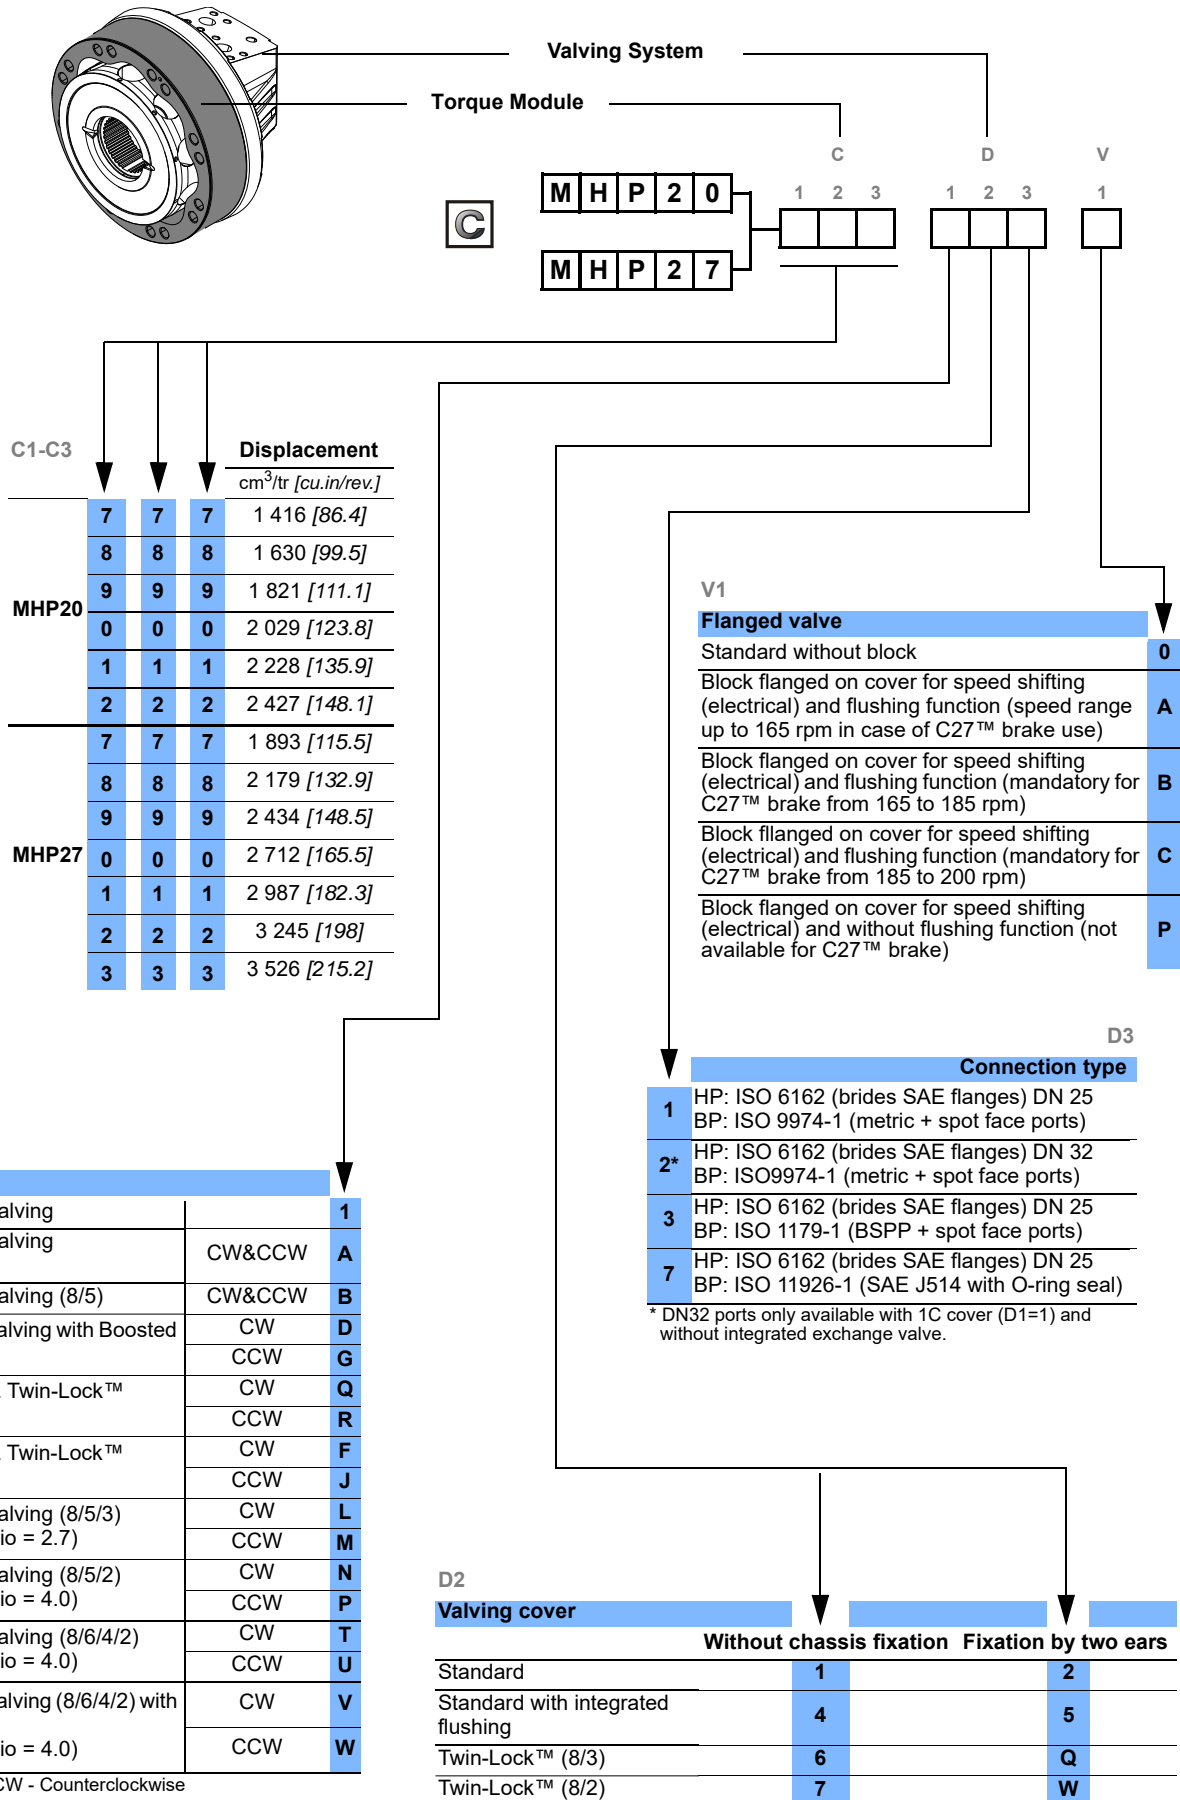 Valving System
Torque Module
C D V
C
M H P 2 0
1 2 3 1 2 3 1
M H P 2 7
C1-C3 Displacement
cm3/tr [cu.in/rev.]
MHP20
7 7 7 1 416 [86.4]
8 8 8 1 630 [99.5]
9 9 9 1 821 [111.1]
0 0 0 2 029 [123.8]
1 1 1 2 228 [135.9]
2 2 2 2 427 [148.1]
MHP27
7 7 7 1 893 [115.5]
8 8 8 2 179 [132.9]
9 9 9 2 434 [148.5]
0 0 0 2 712 [165.5]
1 1 1 2 987 [182.3]
2 2 2 3 245 [198]
3 3 3 3 526 [215.2]
V1
Flanged valve
Standard without block 0
Block flanged on cover for speed shifting
(electrical) and flushing function (speed range A
up to 165 rpm in case of C27™ brake use)
Block flanged on cover for speed shifting
(electrical) and flushing function (mandatory for B
C27™ brake from 165 to 185 rpm)
Block fllanged on cover for speed shifting
(electrical) and flushing function (mandatory for C
C27™ brake from 185 to 200 rpm)
Block flanged on cover for speed shifting
(electrical) and without flushing function (not P
available for C27™ brake)
D3
Connection type
1 HP: ISO 6162 (brides SAE flanges) DN 25
BP: ISO 9974-1 (metric + spot face ports)
2* HP: ISO 6162 (brides SAE flanges) DN 32
BP: ISO9974-1 (metric + spot face ports)
3 HP: ISO 6162 (brides SAE flanges) DN 25
BP: ISO 1179-1 (BSPP + spot face ports)
7 HP: ISO 6162 (brides SAE flanges) DN 25
BP: ISO 11926-1 (SAE J514 with O-ring seal)
* DN32 ports only available with 1C cover (D1=1) and
without integrated exchange valve.
alving 1
alving CW&CCW A
alving (8/5) CW&CCW B
alving with Boosted CW D
CCW G
Twin-Lock™ CW Q
CCW R
Twin-Lock™ CW F
CCW J
alving (8/5/3) CW L
io = 2.7) CCW M
alving (8/5/2) CW N
io = 4.0) CCW P
alving (8/6/4/2) CW T
io = 4.0) CCW U
alving (8/6/4/2) with CW V
io = 4.0) CCW W
CW - Counterclockwise
D2
Valving cover
Without chassis fixation Fixation by two ears
Standard 1 2
Standard with integrated
flushing 4 5
Twin-Lock™ (8/3) 6 Q
Twin-Lock™ (8/2) 7 W